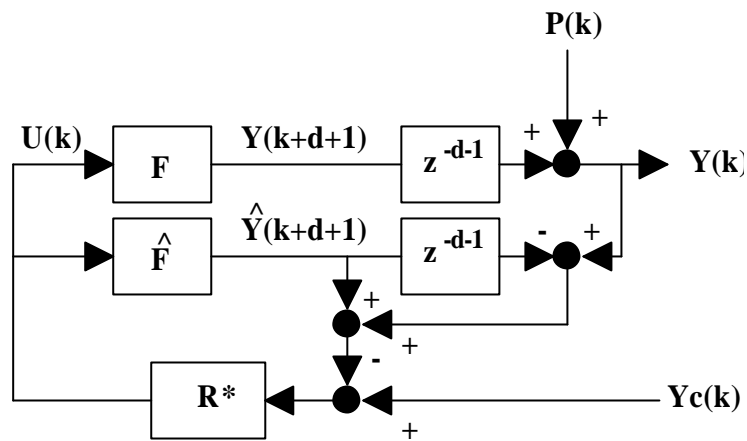 P(k)
+
U(k)
Y(k+d+1)
+
F
z -d-1
Y(k)
^
Y(k+d+1)
-
+
^
F
z -d-1
+
+
-
R*
Yc(k)
+